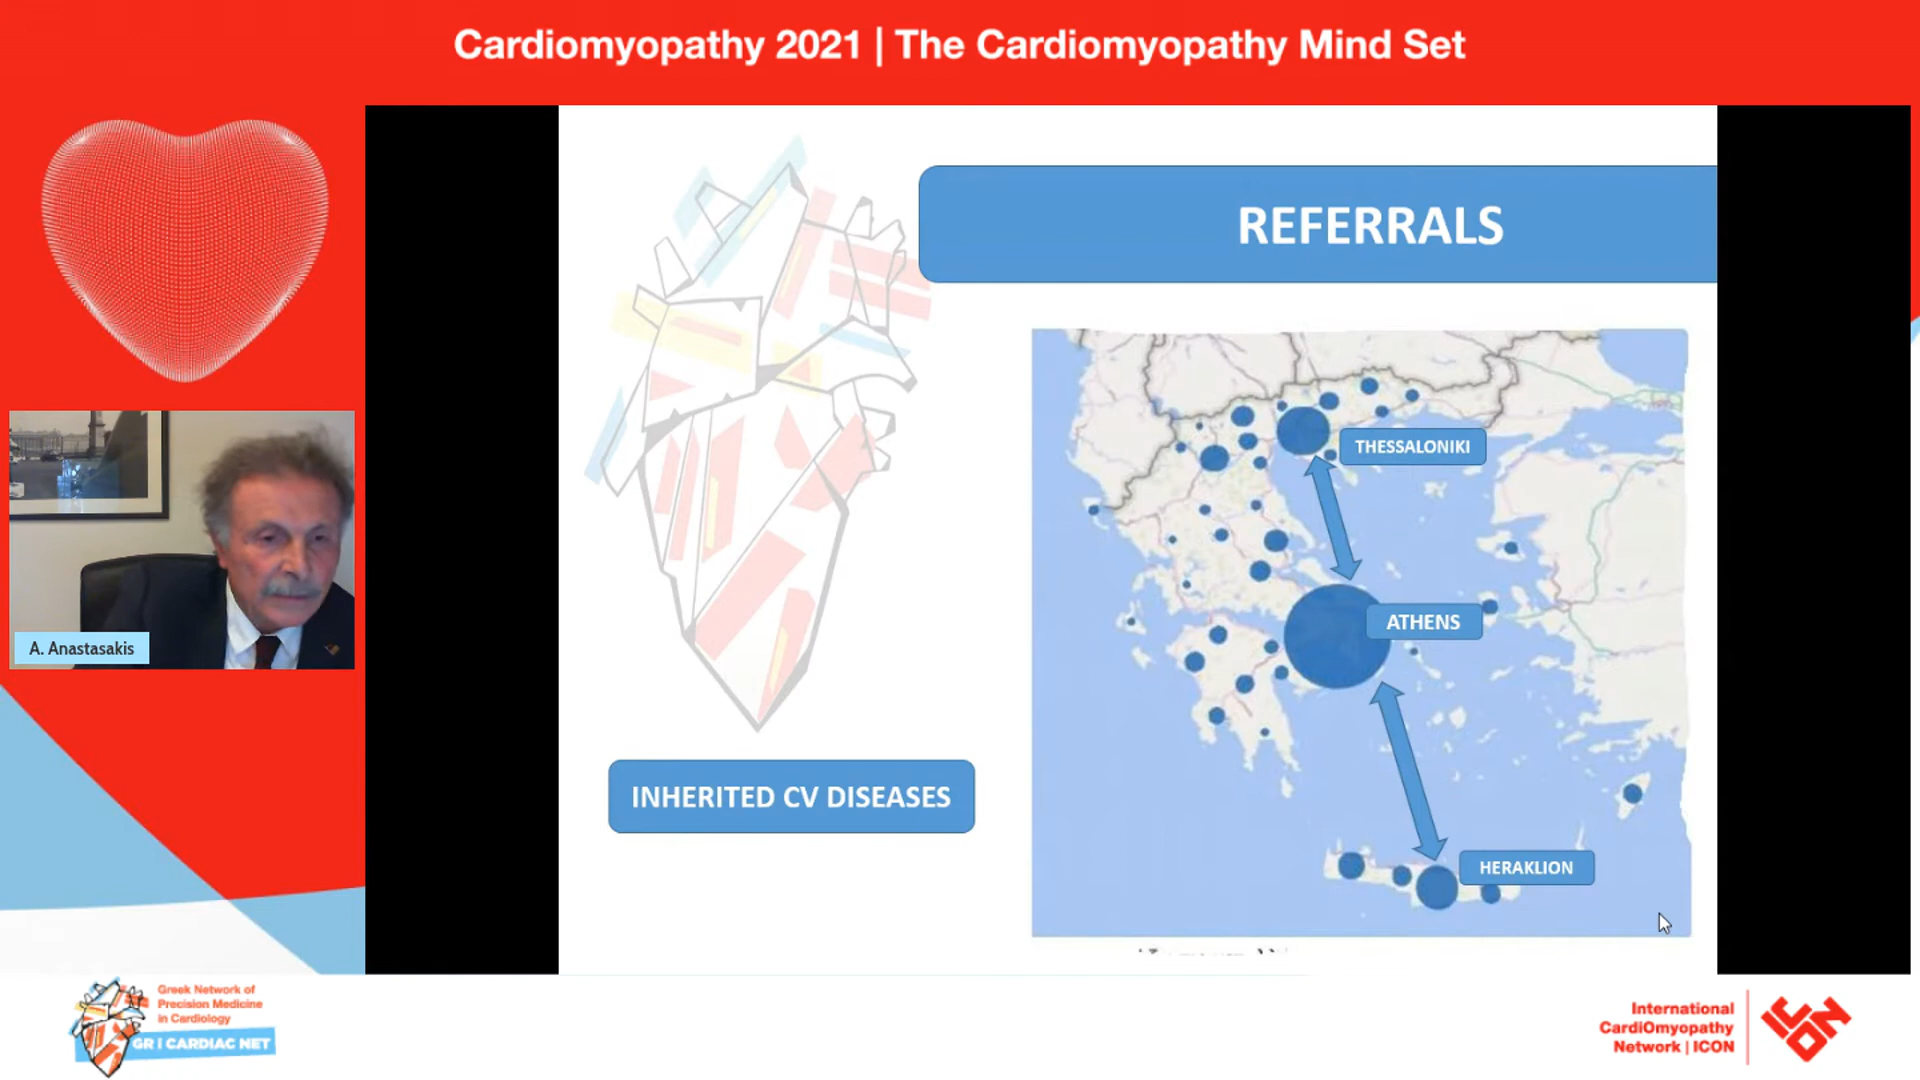 Cardiomyopathy 2021 | The Cardiomyopathy Mind Set
REFERRALS
THESSALONIKI
ATHENS
A. Anastasakis
INHERITED CV DISEASES
HERAKLION
Greek Network of
Precision Medicine
in Cardiology
GR | CARDIAC NET
International
CardiOmyopathy
Network | ICON
ICON